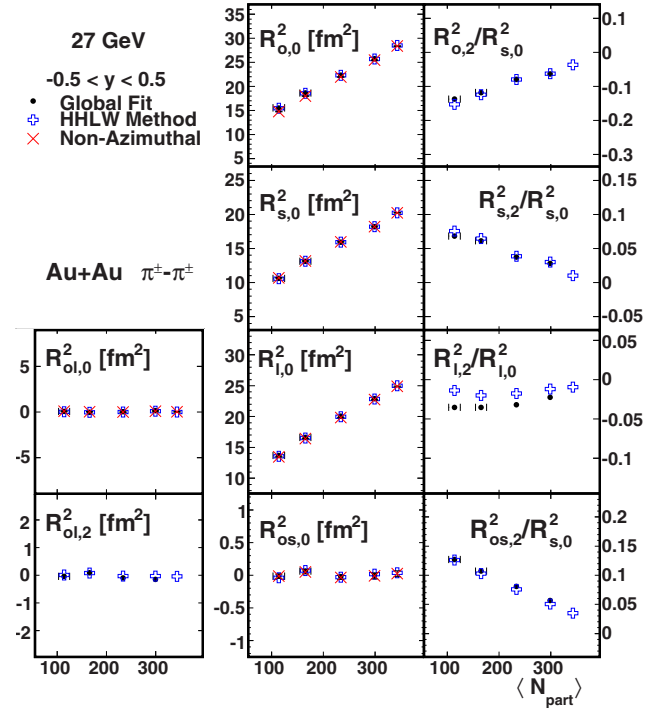 27 GeV
-0.5 < y < 0.5
Global Fit
HHLW Method
Non-Azimuthal
Au+Au π±-π±
R²o,0 [fm²]
35
30
25
20
15
10
5
R²o,2/R²s,0
0.1
0
-0.1
-0.2
-0.3
R²s,0 [fm²]
25
20
15
10
5
R²s,2/R²s,0
0.1
0.05
0
-0.05
R²ol,0 [fm²]
5
0
-5
R²l,0 [fm²]
30
25
20
15
10
R²l,2/R²l,0
0.05
0
-0.05
-0.1
R²ol,2 [fm²]
2
1
0
-1
-2
R²os,0 [fm²]
1
0.5
0
-0.5
-1
R²os,2/R²s,0
0.2
0.15
0.1
0.05
0
100 200 300
100 200 300
100 200 300
⟨ Npart ⟩